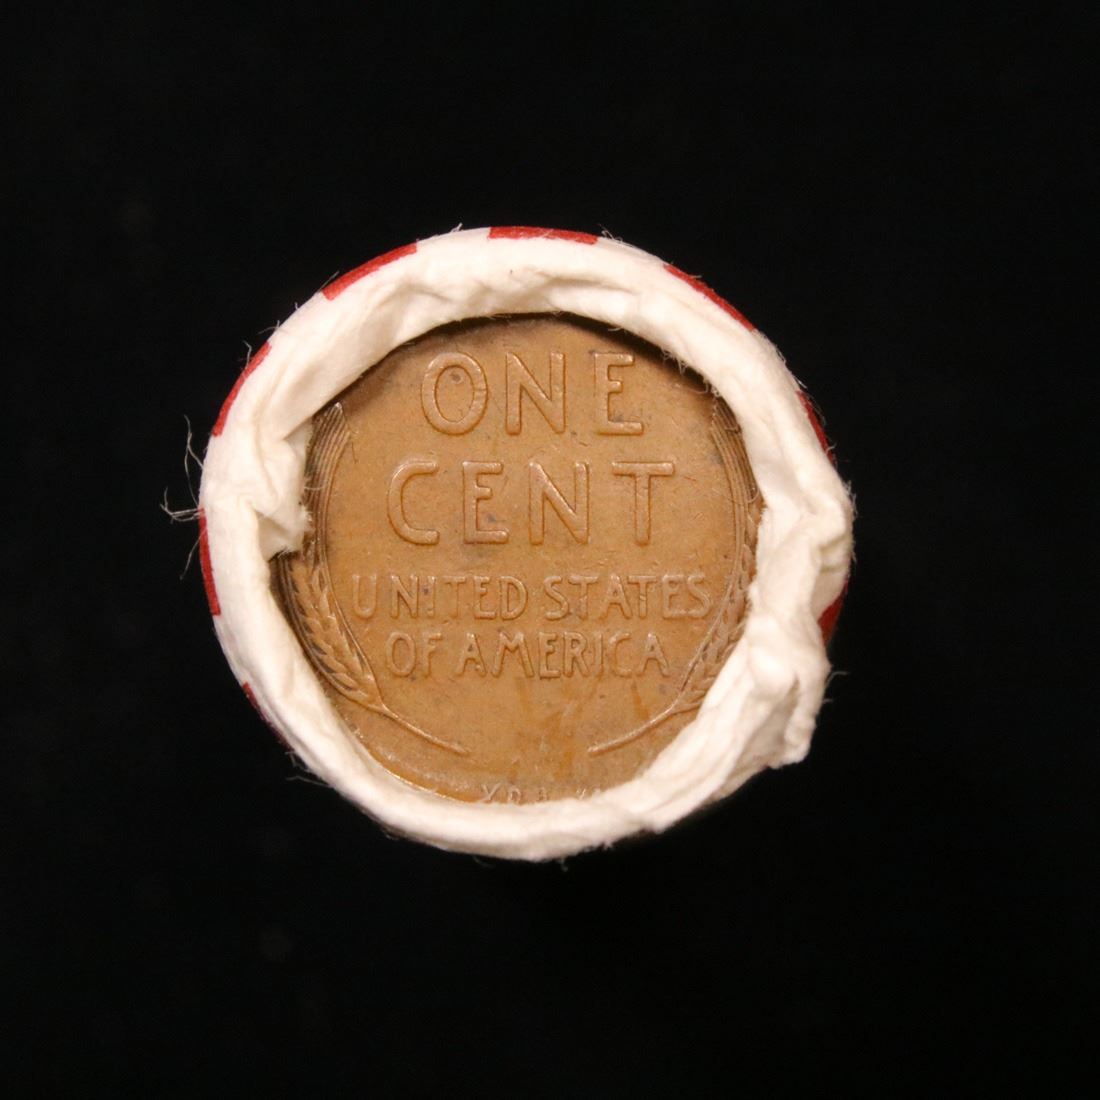 ONE
CENT
UNITED STATES
OF AMERICA